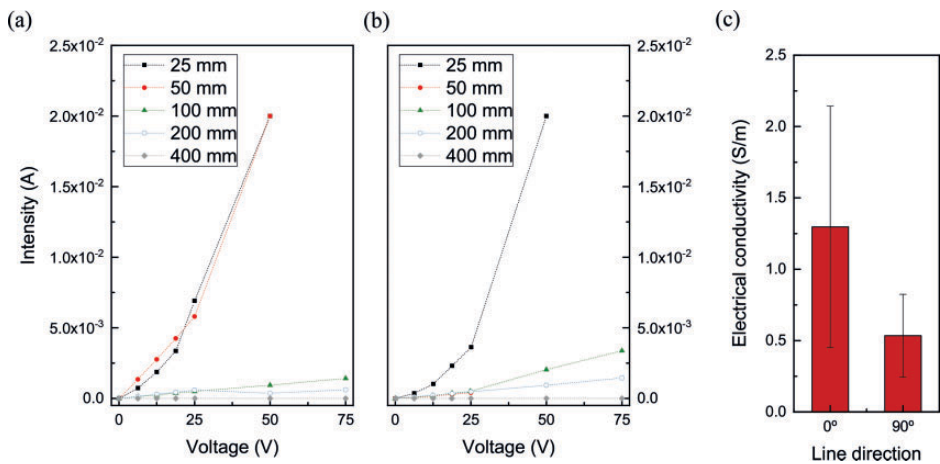 (a)
2.5x10⁻²
2.0x10⁻²
1.5x10⁻²
1.0x10⁻²
5.0x10⁻³
0.0
Intensity (A)
25 mm
50 mm
100 mm
200 mm
400 mm
0
25
50
75
Voltage (V)
(b)
25 mm
50 mm
100 mm
200 mm
400 mm
2.5x10⁻²
2.0x10⁻²
1.5x10⁻²
1.0x10⁻²
5.0x10⁻³
0.0
0
25
50
75
Voltage (V)
(c)
Electrical conductivity (S/m)
2.5
2.0
1.5
1.0
0.5
0.0
0º
90º
Line direction